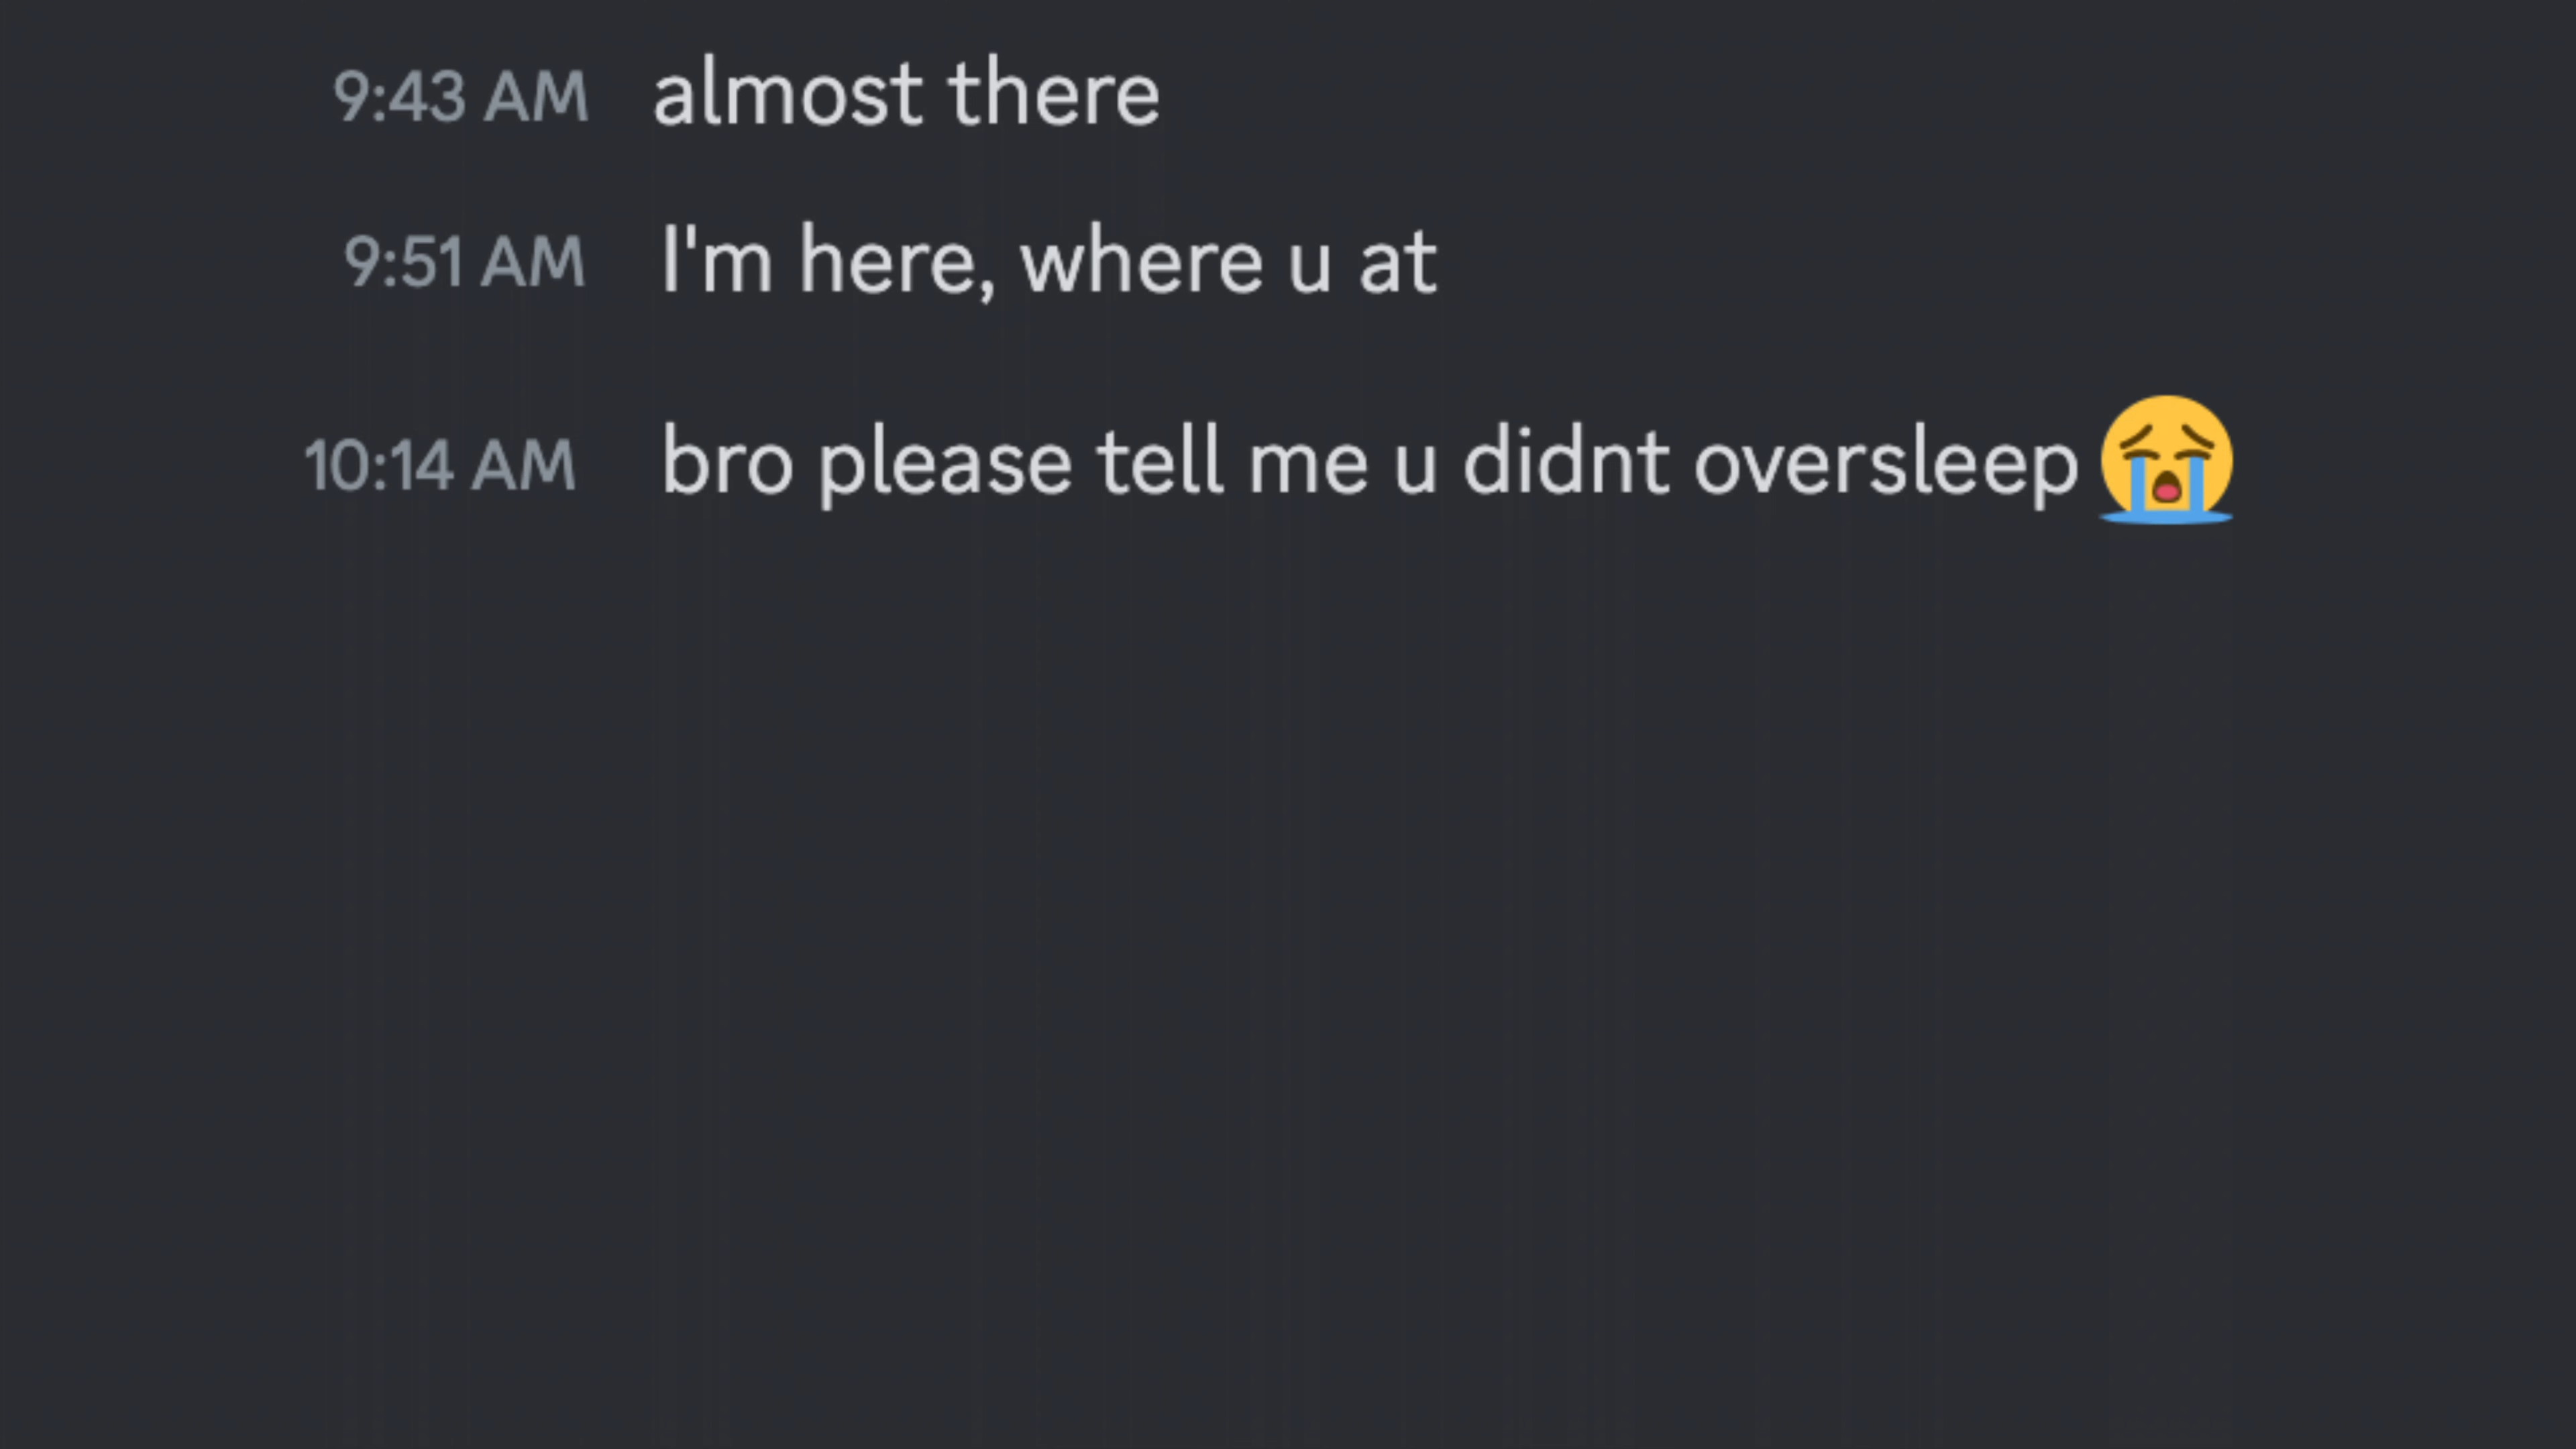 9:43 AM almost there
9:51 AM I'm here, where u at
10:14 AM bro please tell me u didnt oversleep 😭